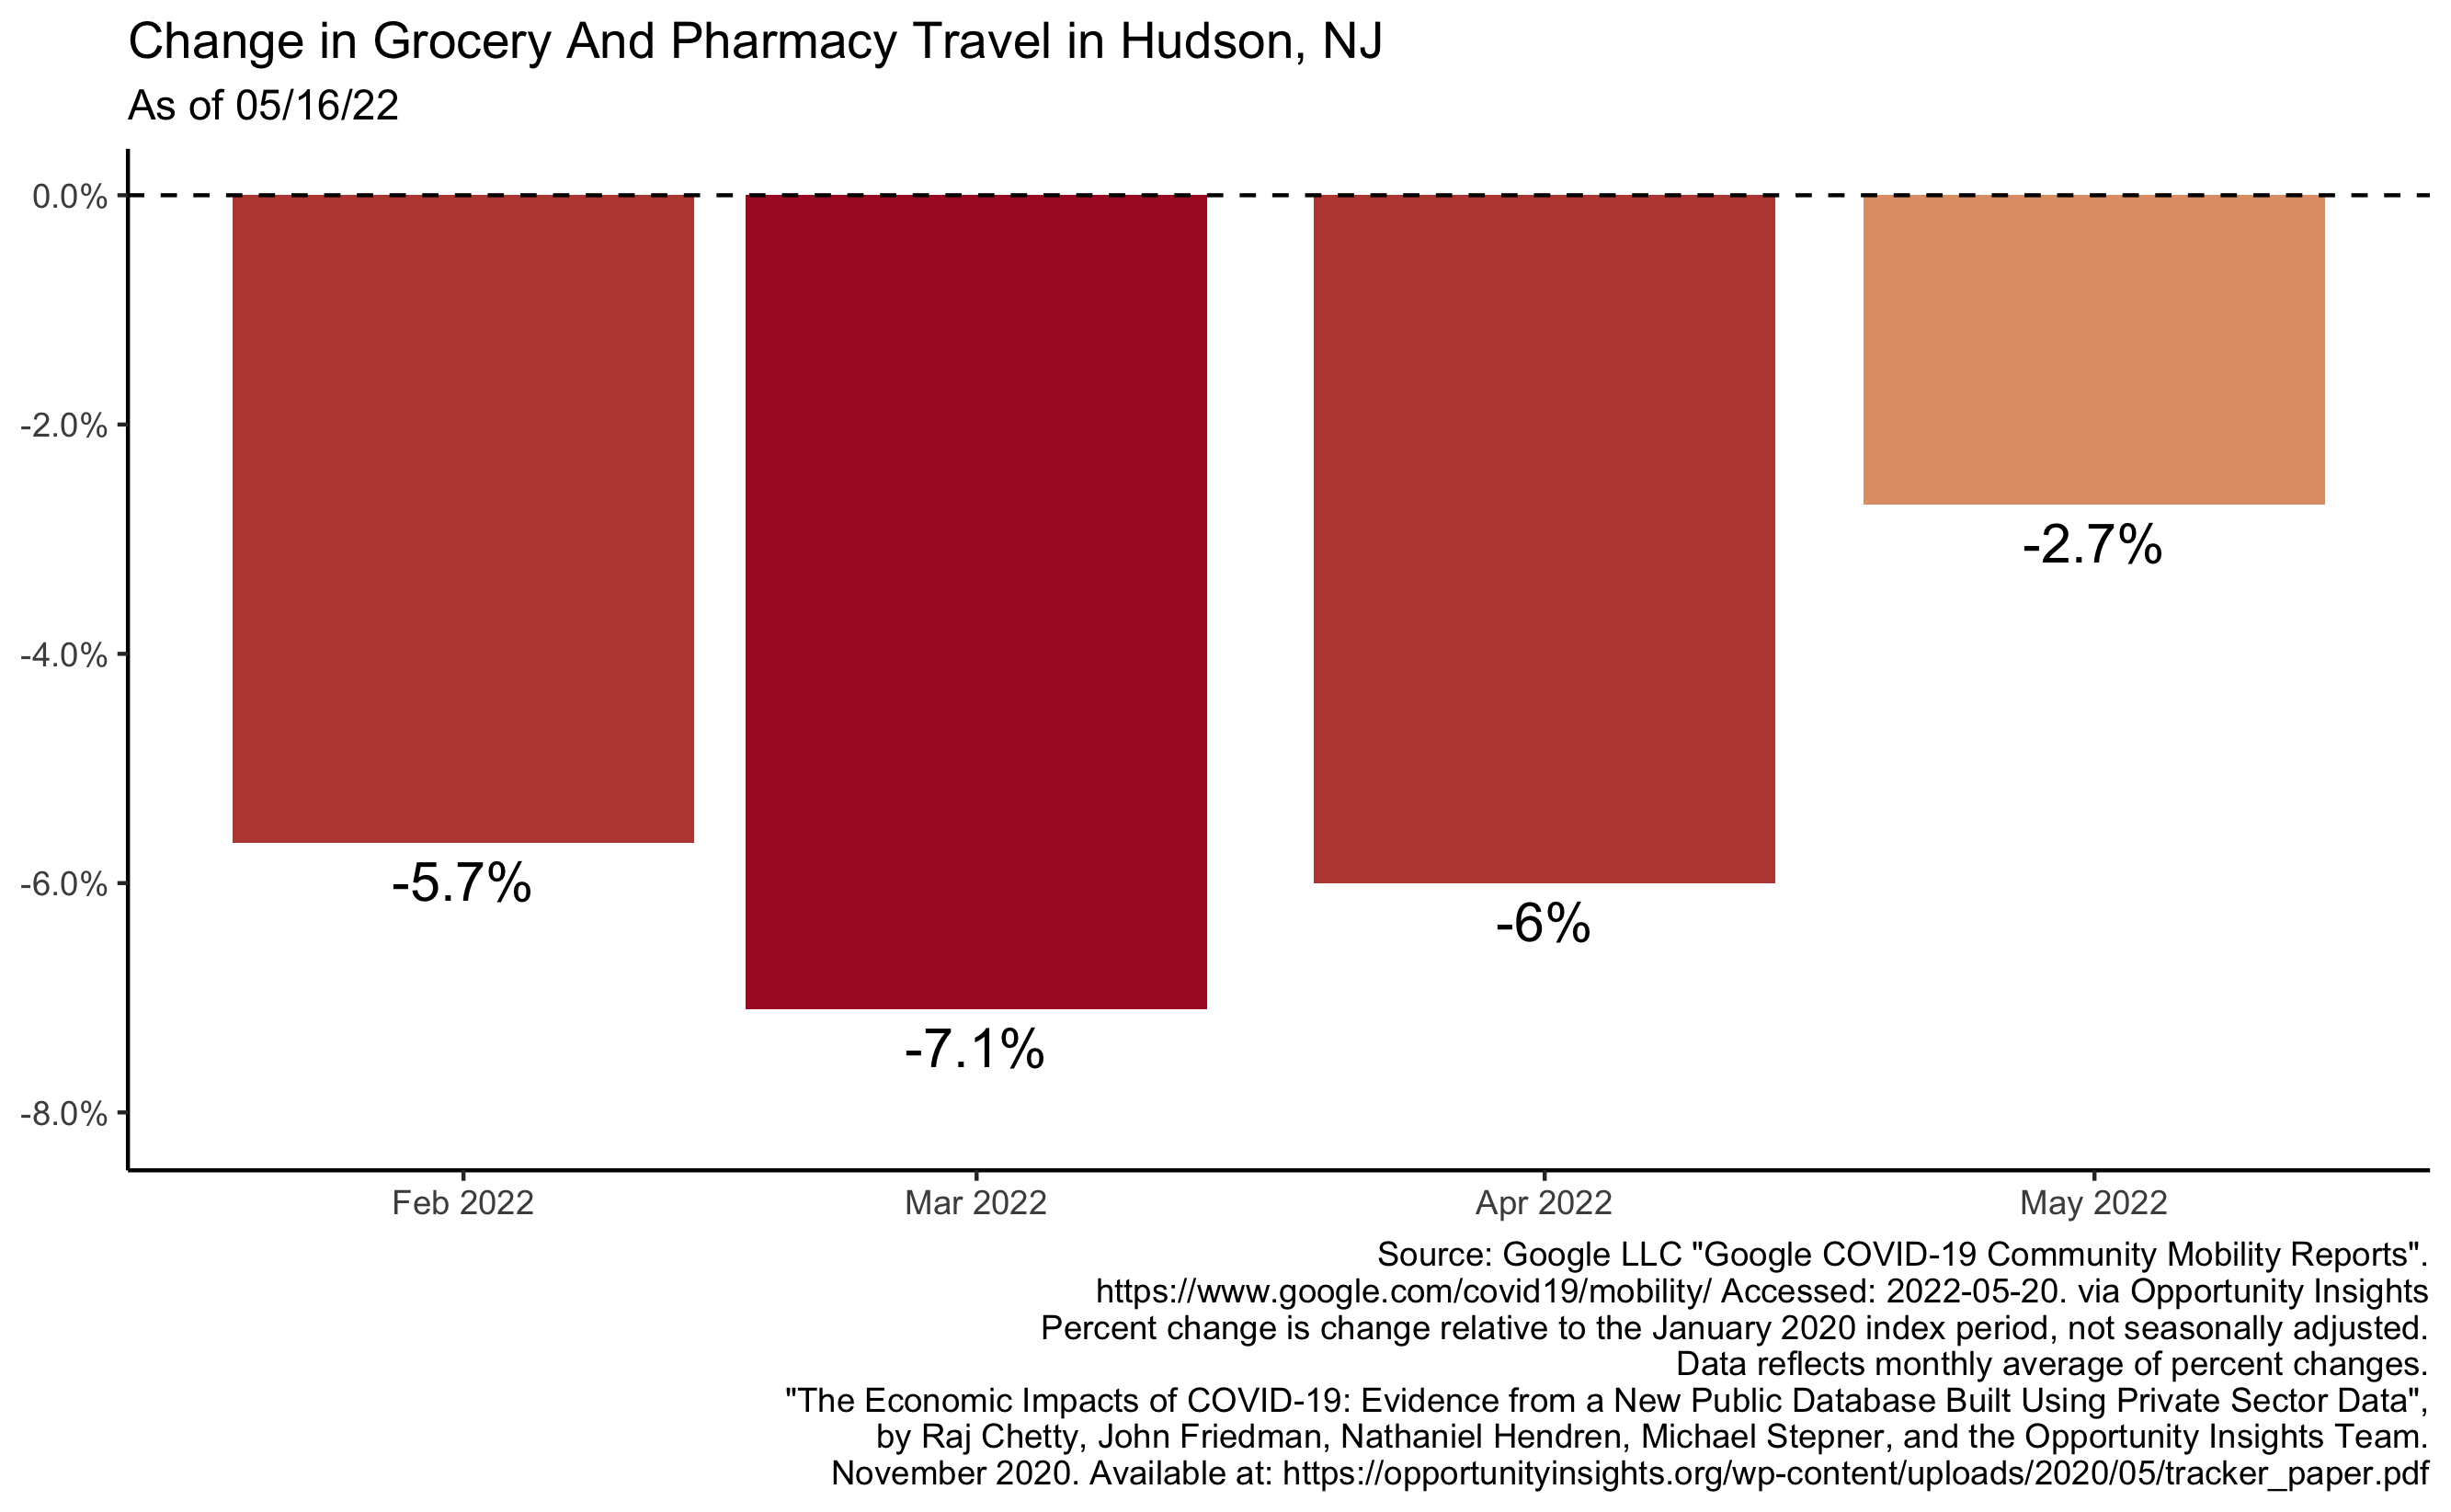 Change in Grocery And Pharmacy Travel in Hudson, NJ
As of 05/16/22
0.0%
-2.0%
-4.0%
-6.0%
-8.0%
-5.7%
-7.1%
-6%
-2.7%
Feb 2022
Mar 2022
Apr 2022
May 2022
Source: Google LLC "Google COVID-19 Community Mobility Reports".
https://www.google.com/covid19/mobility/ Accessed: 2022-05-20. via Opportunity Insights
Percent change is change relative to the January 2020 index period, not seasonally adjusted.
Data reflects monthly average of percent changes.
"The Economic Impacts of COVID-19: Evidence from a New Public Database Built Using Private Sector Data",
by Raj Chetty, John Friedman, Nathaniel Hendren, Michael Stepner, and the Opportunity Insights Team.
November 2020. Available at: https://opportunityinsights.org/wp-content/uploads/2020/05/tracker_paper.pdf